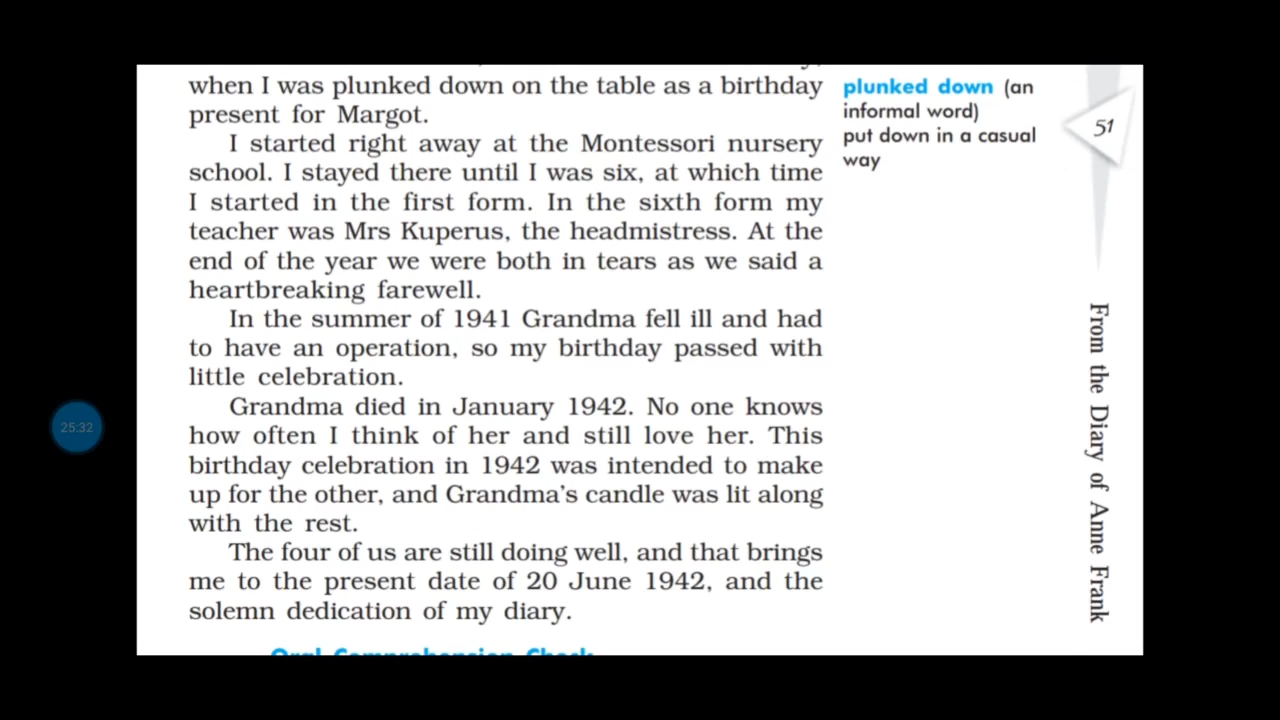 when I was plunked down on the table as a birthday
present for Margot.
I started right away at the Montessori nursery
school. I stayed there until I was six, at which time
I started in the first form. In the sixth form my
teacher was Mrs Kuperus, the headmistress. At the
end of the year we were both in tears as we said a
heartbreaking farewell.
In the summer of 1941 Grandma fell ill and had
to have an operation, so my birthday passed with
little celebration.
Grandma died in January 1942. No one knows
how often I think of her and still love her. This
birthday celebration in 1942 was intended to make
up for the other, and Grandma's candle was lit along
with the rest.
The four of us are still doing well, and that brings
me to the present date of 20 June 1942, and the
solemn dedication of my diary.
Oral Comprehension Check
plunked down (an
informal word)
put down in a casual
way
51
From the Diary of Anne Frank
25:32